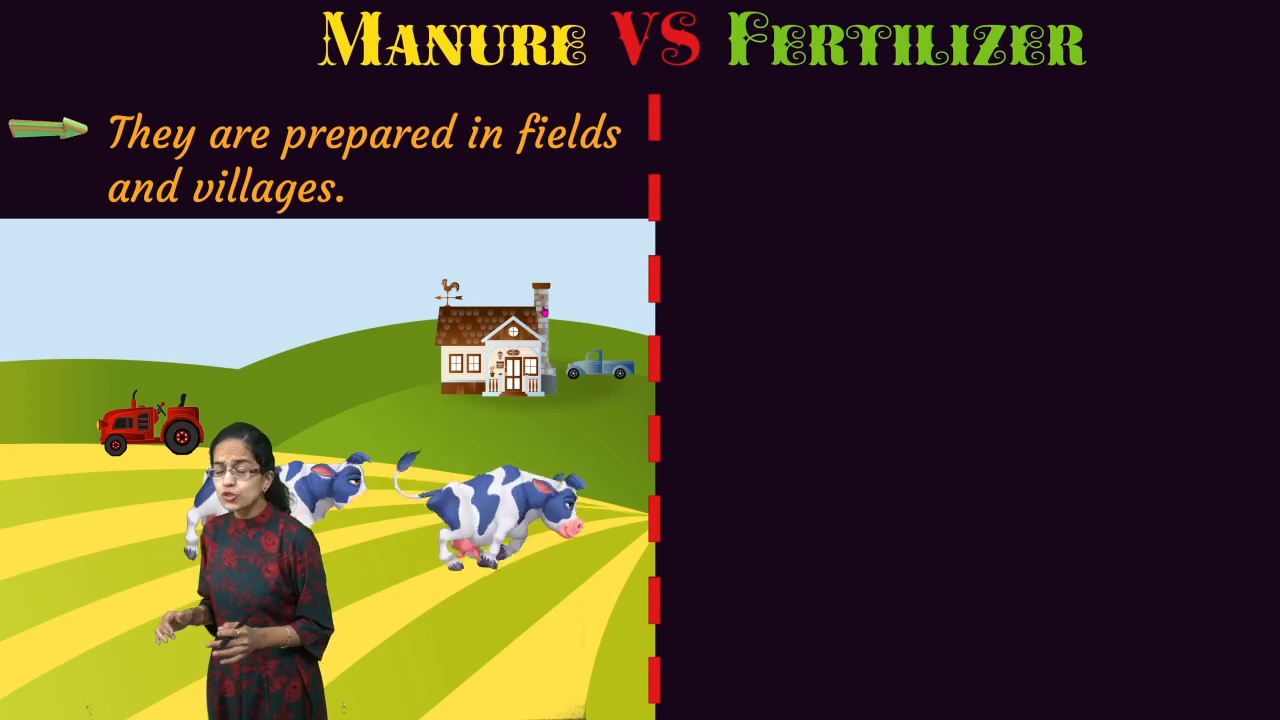 Manure VS Fertilizer
They are prepared in fields
and villages.